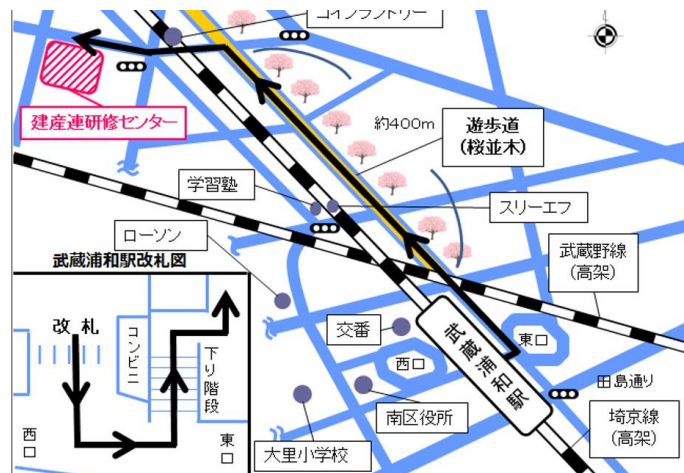 コインランドリー
建産連研修センター
約400m
遊歩道
(桜並木)
学習塾
スリーエフ
ローソン
武蔵野線
(高架)
武蔵浦和駅改札図
改 札
コンビニ
下り階段
西口
東口
交番
西口
武蔵浦和駅
東口
田島通り
南区役所
大里小学校
埼京線
(高架)